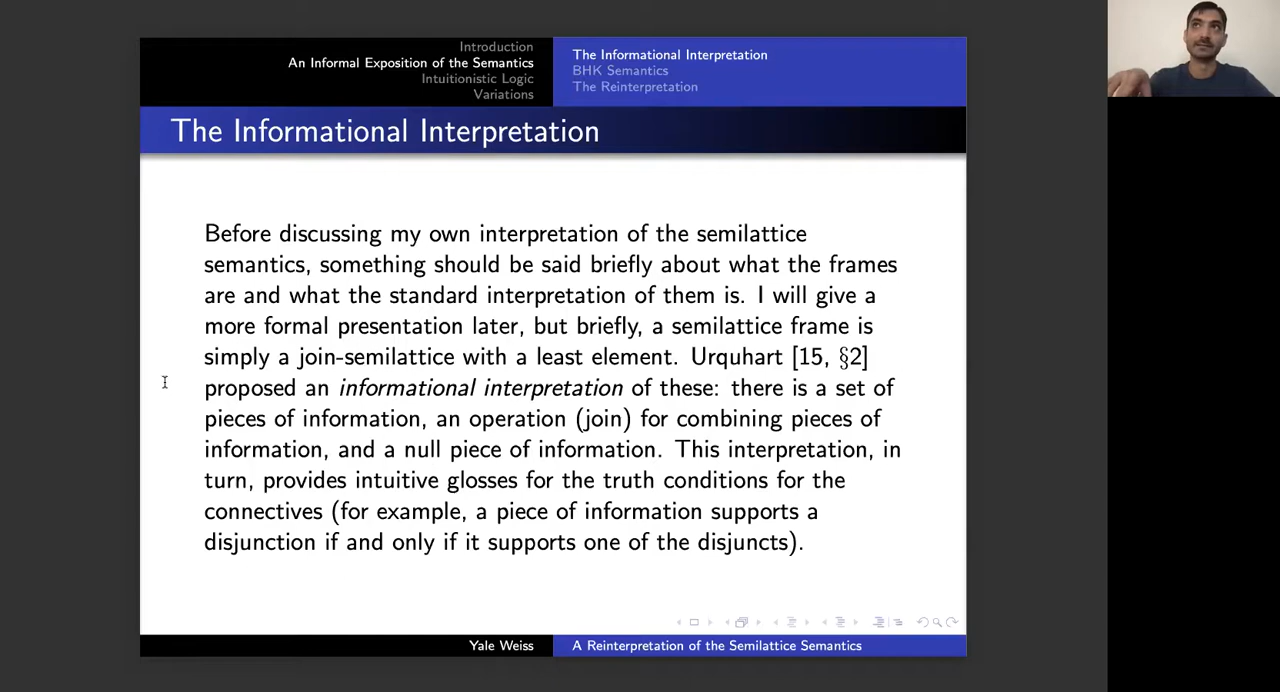 Introduction
An Informal Exposition of the Semantics
Intuitionistic Logic
Variations
The Informational Interpretation
BHK Semantics
The Reinterpretation
The Informational Interpretation
Before discussing my own interpretation of the semilattice
semantics, something should be said briefly about what the frames
are and what the standard interpretation of them is. I will give a
more formal presentation later, but briefly, a semilattice frame is
simply a join-semilattice with a least element. Urquhart [15, §2]
proposed an informational interpretation of these: there is a set of
pieces of information, an operation (join) for combining pieces of
information, and a null piece of information. This interpretation, in
turn, provides intuitive glosses for the truth conditions for the
connectives (for example, a piece of information supports a
disjunction if and only if it supports one of the disjuncts).
Yale Weiss
A Reinterpretation of the Semilattice Semantics